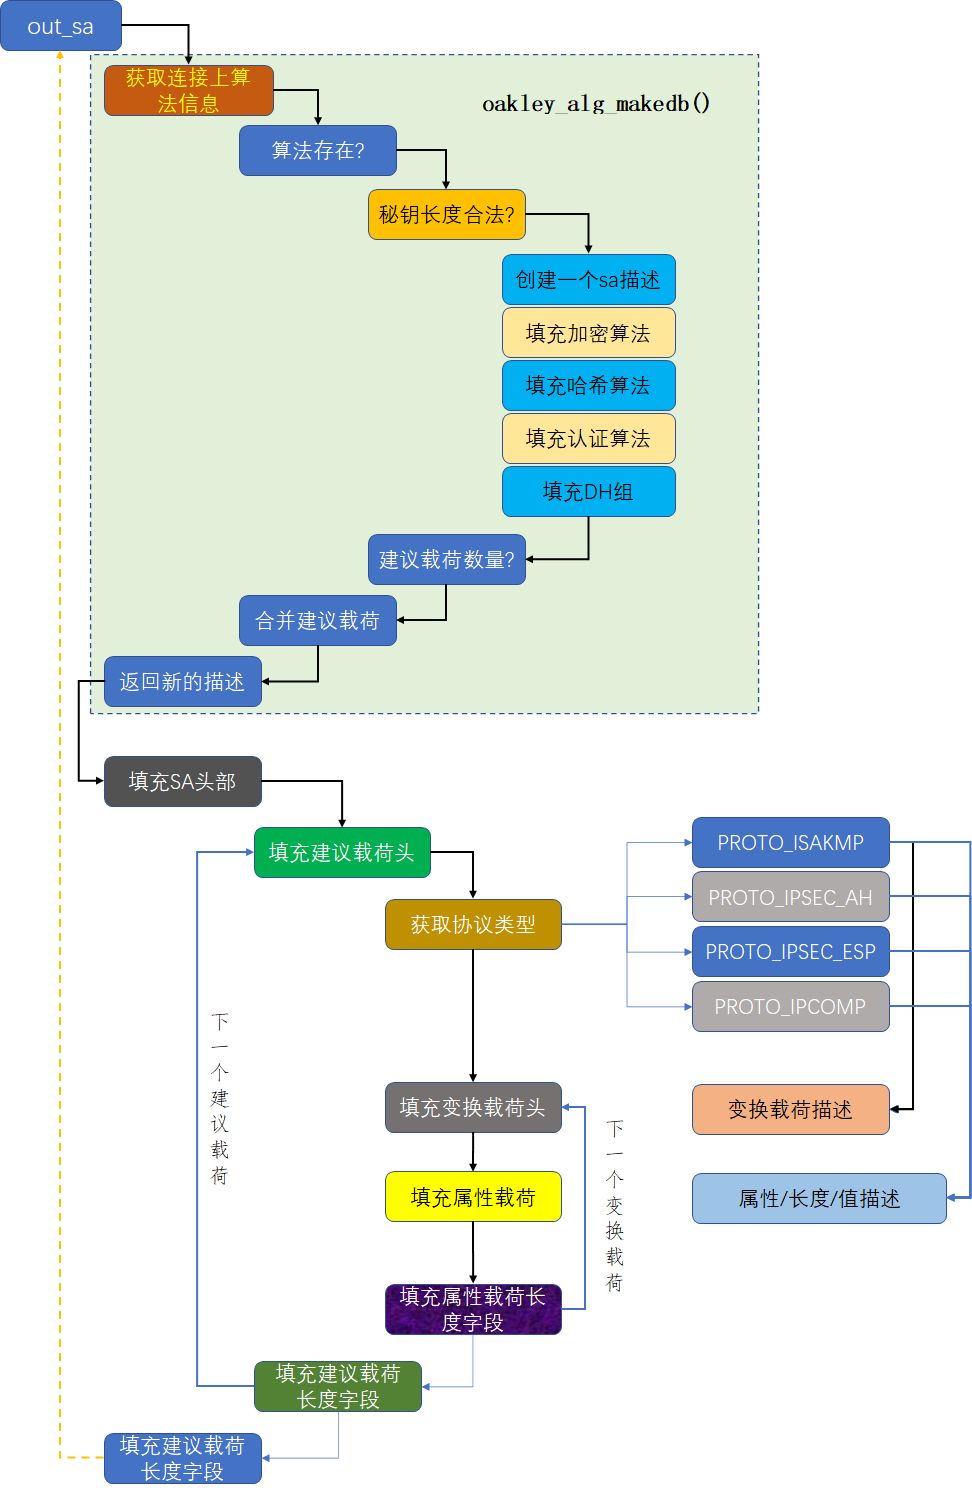 out_sa
获取连接上算
法信息
oakley_alg_makedb()
算法存在?
秘钥长度合法?
创建一个sa描述
填充加密算法
填充哈希算法
填充认证算法
填充DH组
建议载荷数量?
合并建议载荷
返回新的描述
填充SA头部
填充建议载荷头
获取协议类型
PROTO_ISAKMP
PROTO_IPSEC_AH
PROTO_IPSEC_ESP
PROTO_IPCOMP
下一个建议载荷
填充变换载荷头
下一个变换载荷
变换载荷描述
填充属性载荷
属性/长度/值描述
填充属性载荷长
度字段
填充建议载荷
长度字段
填充建议载荷
长度字段